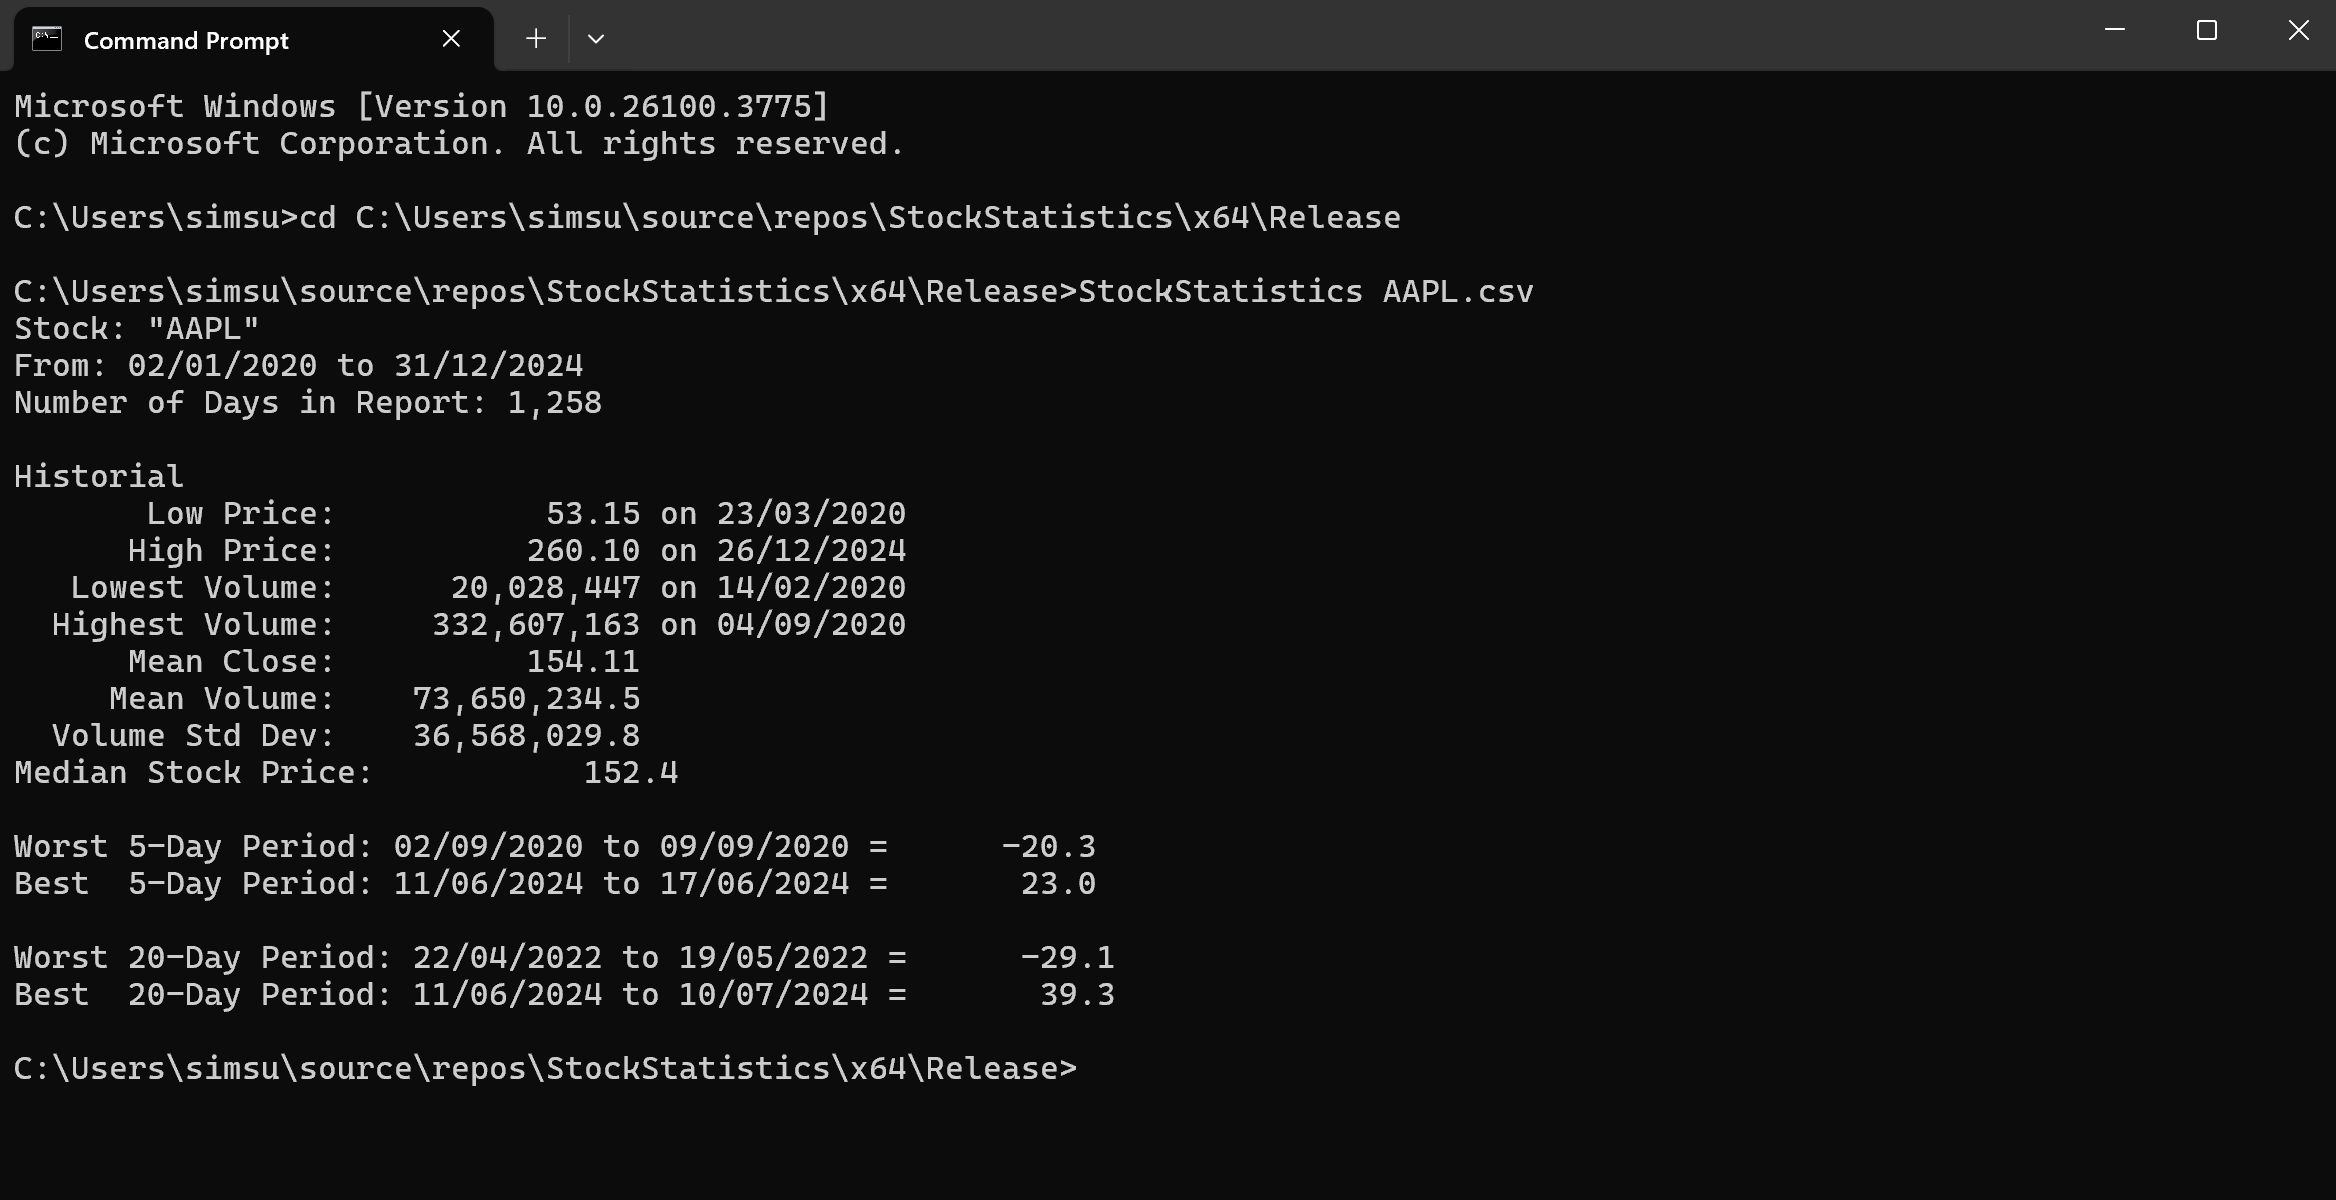 Command Prompt
Microsoft Windows [Version 10.0.26100.3775]
(c) Microsoft Corporation. All rights reserved.
C:\Users\simsu>cd C:\Users\simsu\source\repos\StockStatistics\x64\Release
C:\Users\simsu\source\repos\StockStatistics\x64\Release>StockStatistics AAPL.csv
Stock: "AAPL"
From: 02/01/2020 to 31/12/2024
Number of Days in Report: 1,258
Historial
Low Price: 53.15 on 23/03/2020
High Price: 260.10 on 26/12/2024
Lowest Volume: 20,028,447 on 14/02/2020
Highest Volume: 332,607,163 on 04/09/2020
Mean Close: 154.11
Mean Volume: 73,650,234.5
Volume Std Dev: 36,568,029.8
Median Stock Price: 152.4
Worst 5-Day Period: 02/09/2020 to 09/09/2020 = -20.3
Best 5-Day Period: 11/06/2024 to 17/06/2024 = 23.0
Worst 20-Day Period: 22/04/2022 to 19/05/2022 = -29.1
Best 20-Day Period: 11/06/2024 to 10/07/2024 = 39.3
C:\Users\simsu\source\repos\StockStatistics\x64\Release>